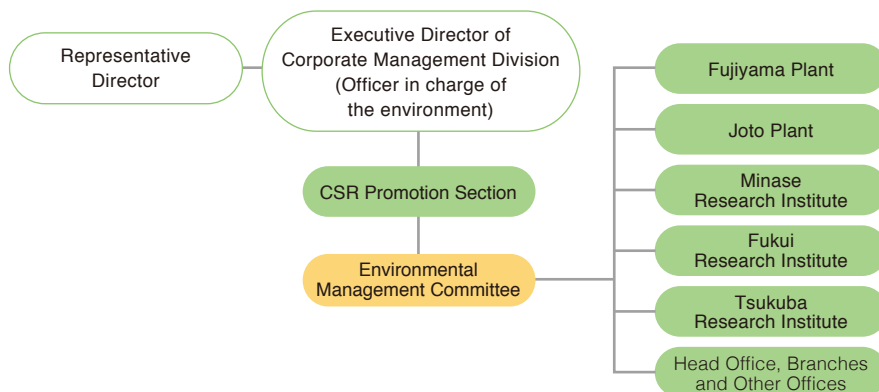 Representative
Director
Executive Director of
Corporate Management Division
(Officer in charge of
the environment)
CSR Promotion Section
Environmental
Management Committee
Fujiyama Plant
Joto Plant
Minase
Research Institute
Fukui
Research Institute
Tsukuba
Research Institute
Head Office, Branches
and Other Offices